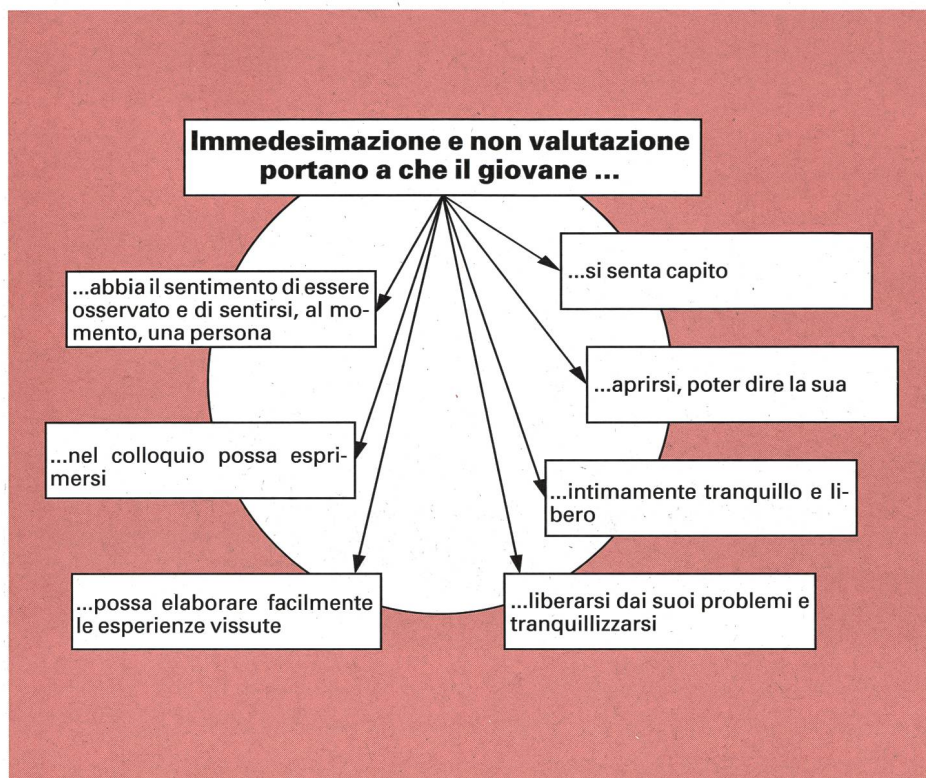 Immedesimazione e non valutazione
portano a che il giovane ...
...abbia il sentimento di essere
osservato e di sentirsi, al mo-
mento, una persona
...nel colloquio possa espri-
mersi
...possa elaborare facilmente
le esperienze vissute
...si senta capito
...aprirsi, poter dire la sua
...intimamente tranquillo e li-
bero
...liberarsi dai suoi problemi e
tranquillizzarsi